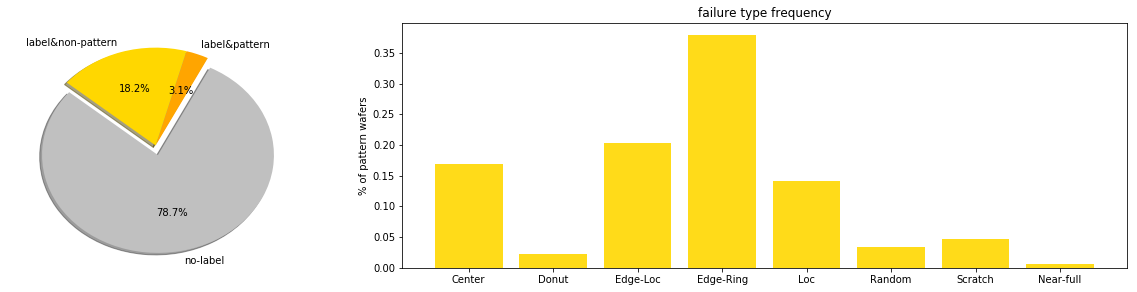 label&non-pattern
label&pattern
18.2%
3.1%
78.7%
no-label
failure type frequency
% of pattern wafers
0.35
0.30
0.25
0.20
0.15
0.10
0.05
0.00
Center Donut Edge-Loc Edge-Ring Loc Random Scratch Near-full